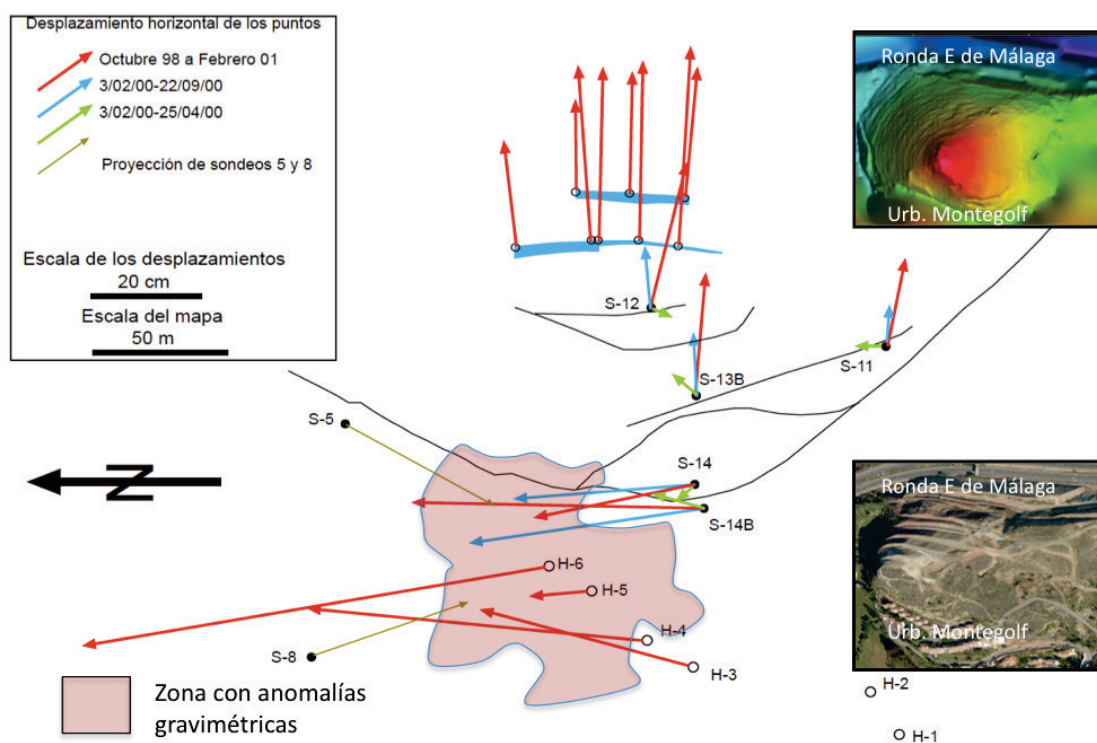 Desplazamiento horizontal de los puntos
Octubre 98 a Febrero 01
3/02/00-22/09/00
3/02/00-25/04/00
Proyección de sondeos 5 y 8
Escala de los desplazamientos
20 cm
Escala del mapa
50 m
Ronda E de Málaga
Urb. Montegolf
S-12
S-13B
S-11
S-5
N
S-14
S-14B
Ronda E de Málaga
Urb. Montegolf
H-6
H-5
H-4
H-3
S-8
H-2
H-1
Zona con anomalías
gravimétricas